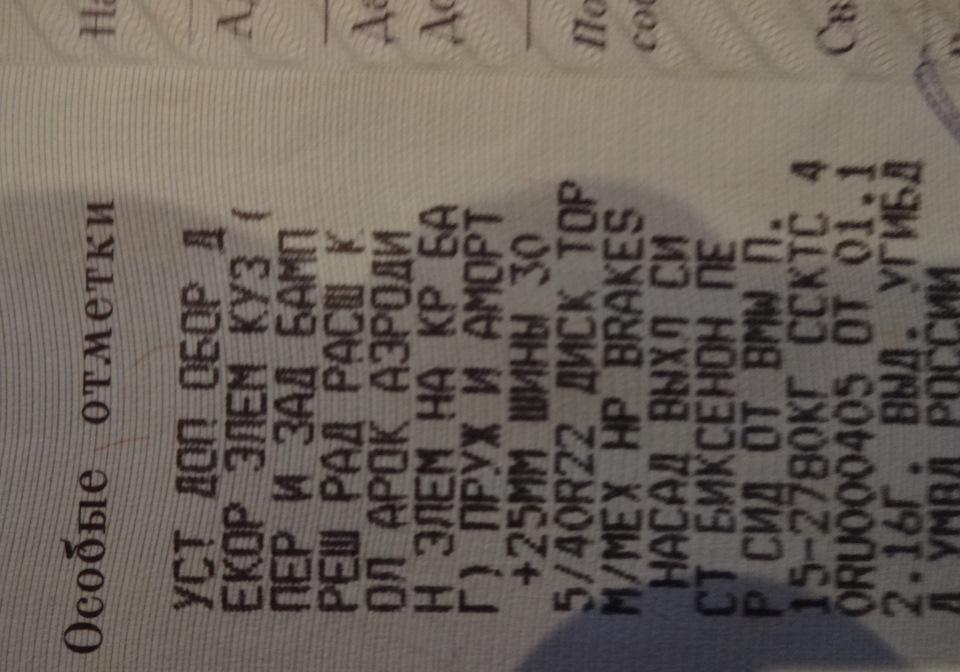 Особые отметки
УСТ ДОП ОБОР Д
ЕКОР ЭЛЕМ КУЗ (
ПЕР И ЗАД БАМП
РЕШ РАД РАСШ К
ОЛ АРОК АЭРОДИ
Н ЭЛЕМ НА КР БА
Г) ПРУЖ И АМОРТ
+25ММ ШИНЫ 30
5/40R22 ДИСК ТОР
М/МЕХ HP BRAKES
НАСАД ВЫХЛ СИ
СТ БИКСЕНОН ПЕ
Р СИД ОТ BMW П.
15-2780КГ ССКТС 4
0RU000405 ОТ 01.1
2.16Г. ВЫД. УГИБД
Д УМВД РОССИИ